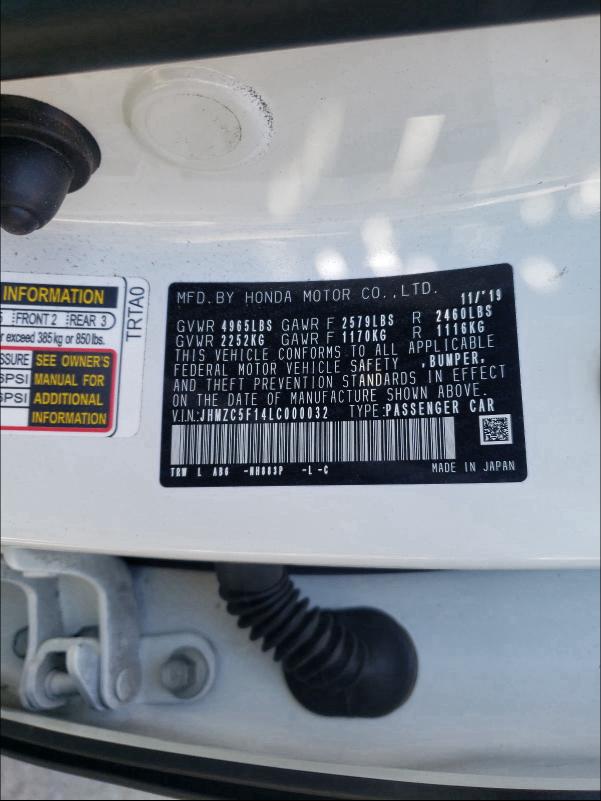 INFORMATION
FRONT 2 REAR 3
exceed 385 kg or 850 lbs.
SEE OWNER'S
MANUAL FOR
ADDITIONAL
INFORMATION
TRTA0
MFD.BY HONDA MOTOR CO.,LTD. 11/'19
GVWR 4965LBS GAWR F 2579LBS R 2460LBS
GVWR 2252KG GAWR F 1170KG R 1116KG
THIS VEHICLE CONFORMS TO ALL APPLICABLE
FEDERAL MOTOR VEHICLE SAFETY ,BUMPER,
AND THEFT PREVENTION STANDARDS IN EFFECT
ON THE DATE OF MANUFACTURE SHOWN ABOVE.
V.I.N:JHMZC5F14LC000032 TYPE:PASSENGER CAR
TRW L AB6 -NH883P -L -C
MADE IN JAPAN